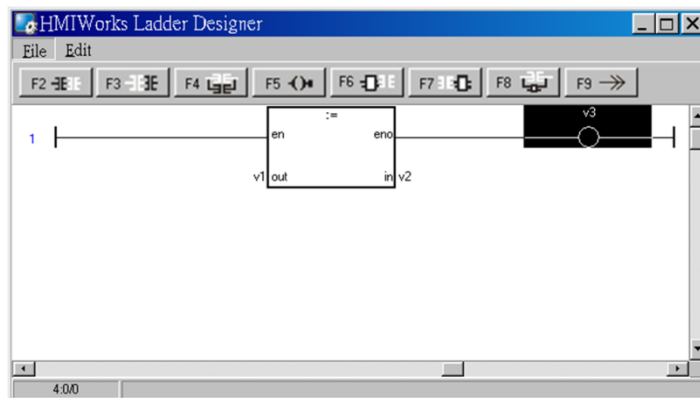 HMIWorks Ladder Designer
File Edit
F2 F3 F4 F5 F6 F7 F8 F9
:= v3
1 en eno
v1 out in v2
4:0/0